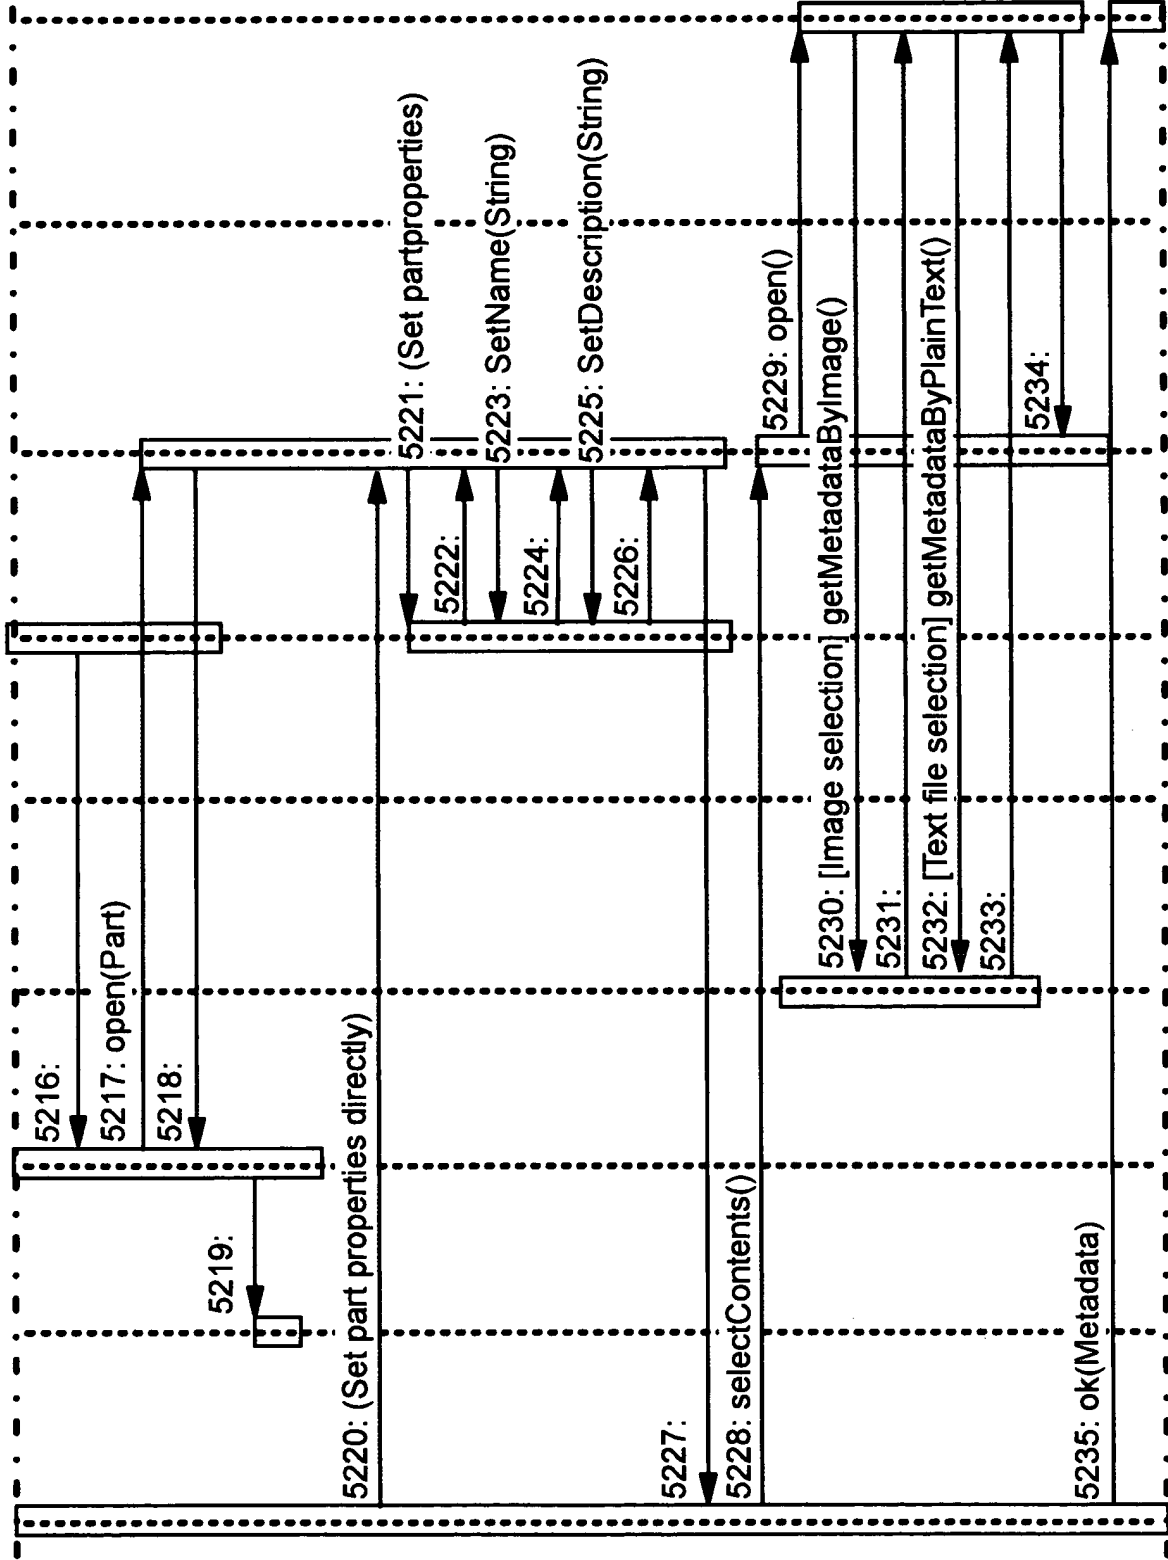 5216:
5217: open(Part)
5218:
5219:
5220: (Set part properties directly)
5221: (Set partproperties)
5222:
5223: SetName(String)
5224:
5225: SetDescription(String)
5226:
5227:
5228: selectContents()
5229: open()
5230: [Image selection] getMetadataByImage()
5231:
5232: [Text file selection] getMetadataByPlainText()
5233:
5234:
5235: ok(Metadata)